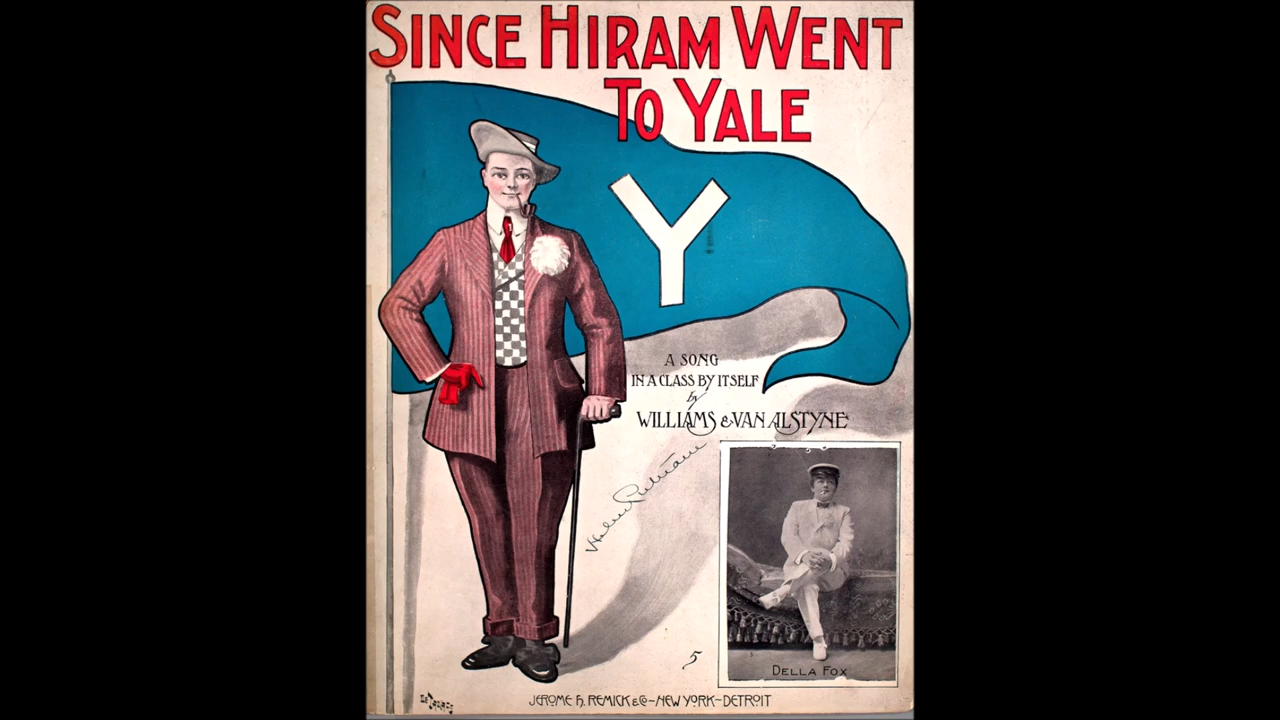 SINCE HIRAM WENT
TO YALE
Y
A SONG
IN A CLASS BY ITSELF
by
WILLIAMS & VAN ALSTYNE
5
DELLA FOX
JEROME H. REMICK & CO – NEW YORK – DETROIT